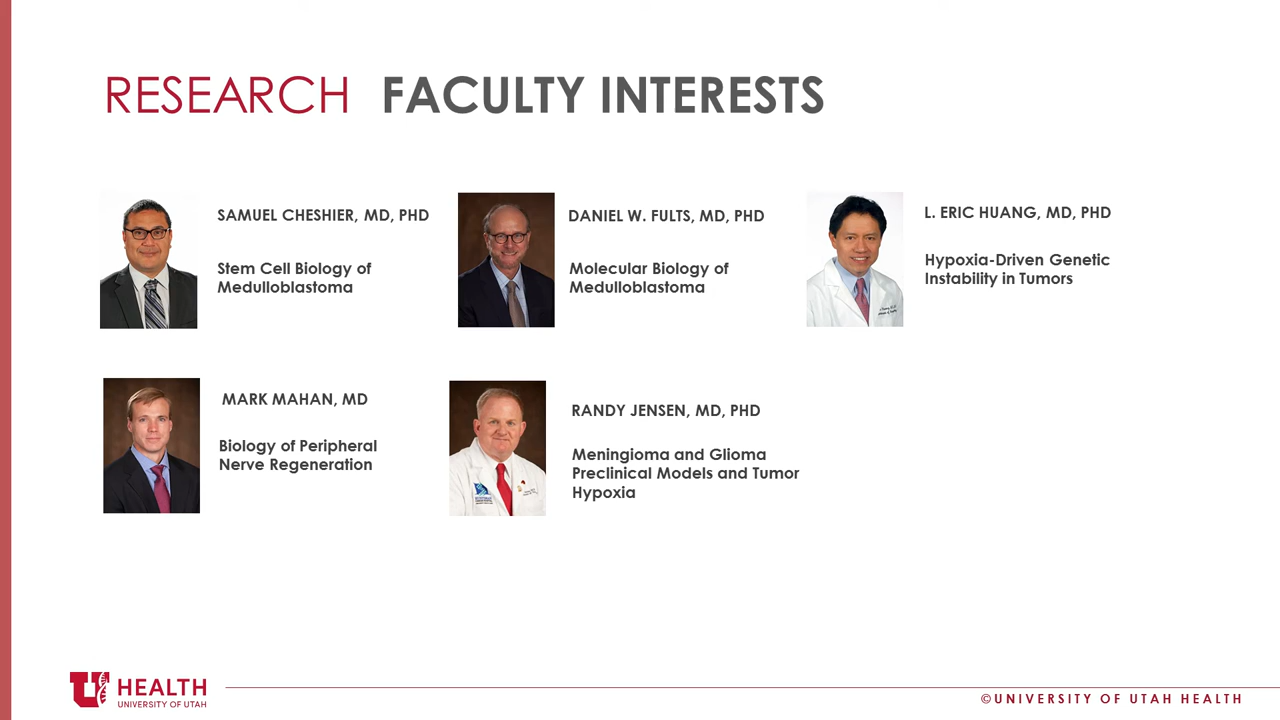 RESEARCH FACULTY INTERESTS
SAMUEL CHESHIER, MD, PHD
Stem Cell Biology of
Medulloblastoma
DANIEL W. FULTS, MD, PHD
Molecular Biology of
Medulloblastoma
L. ERIC HUANG, MD, PHD
Hypoxia-Driven Genetic
Instability in Tumors
MARK MAHAN, MD
Biology of Peripheral
Nerve Regeneration
RANDY JENSEN, MD, PHD
Meningioma and Glioma
Preclinical Models and Tumor
Hypoxia
U HEALTH
UNIVERSITY OF UTAH
©UNIVERSITY OF UTAH HEALTH